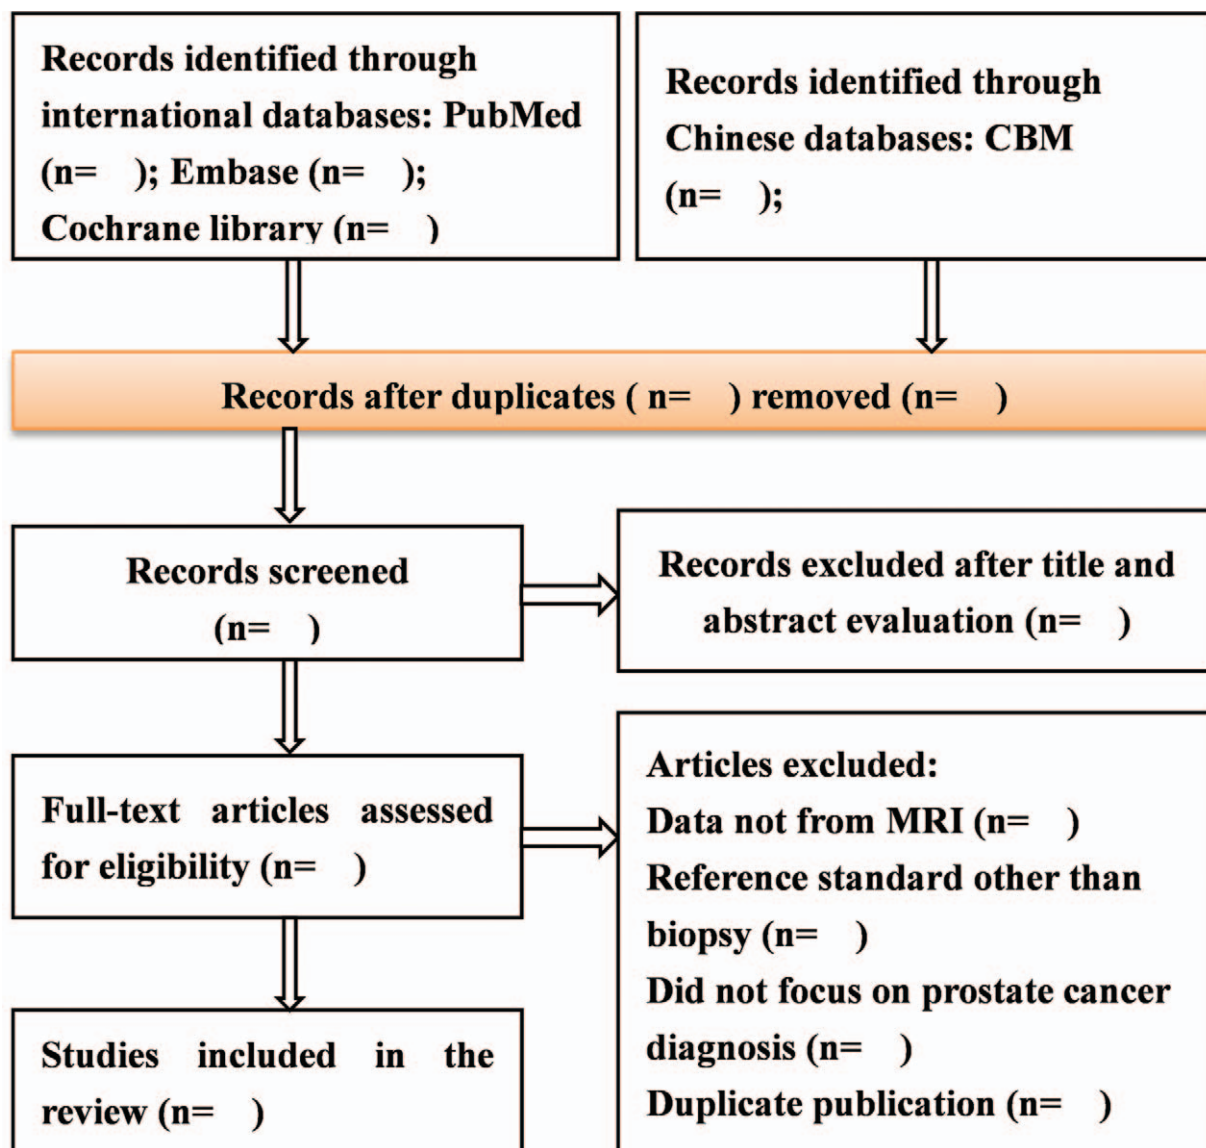 Records identified through
international databases: PubMed
(n=   ); Embase (n=   );
Cochrane library (n=   )
Records identified through
Chinese databases: CBM
(n=   );
Records after duplicates ( n=   ) removed (n=   )
Records screened
(n=   )
Records excluded after title and
abstract evaluation (n=   )
Full-text articles assessed
for eligibility (n=   )
Articles excluded:
Data not from MRI (n=   )
Reference standard other than
biopsy (n=   )
Did not focus on prostate cancer
diagnosis (n=   )
Duplicate publication (n=   )
Studies included in the
review (n=   )